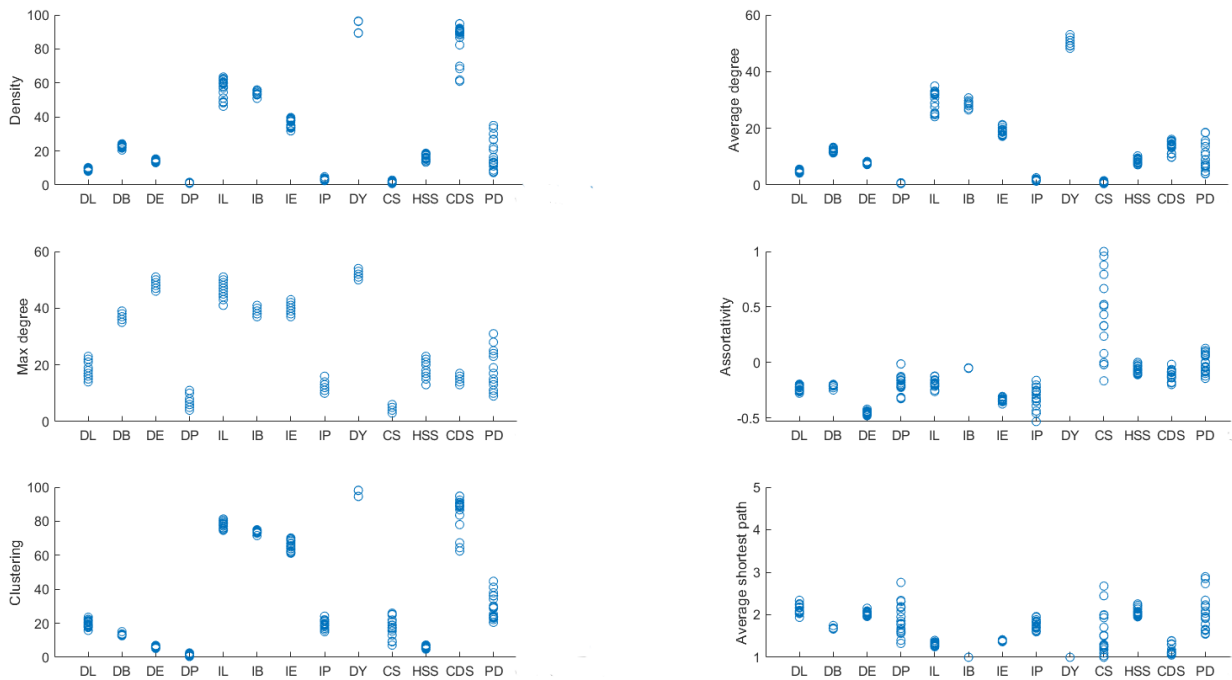 100
80
60
40
20
0
Density
DL DB DE DP IL IB IE IP DY CS HSS CDS PD
60
40
20
0
Average degree
DL DB DE DP IL IB IE IP DY CS HSS CDS PD
60
40
20
0
Max degree
DL DB DE DP IL IB IE IP DY CS HSS CDS PD
1
0.5
0
-0.5
Assortativity
DL DB DE DP IL IB IE IP DY CS HSS CDS PD
100
80
60
40
20
0
Clustering
DL DB DE DP IL IB IE IP DY CS HSS CDS PD
5
4
3
2
1
Average shortest path
DL DB DE DP IL IB IE IP DY CS HSS CDS PD